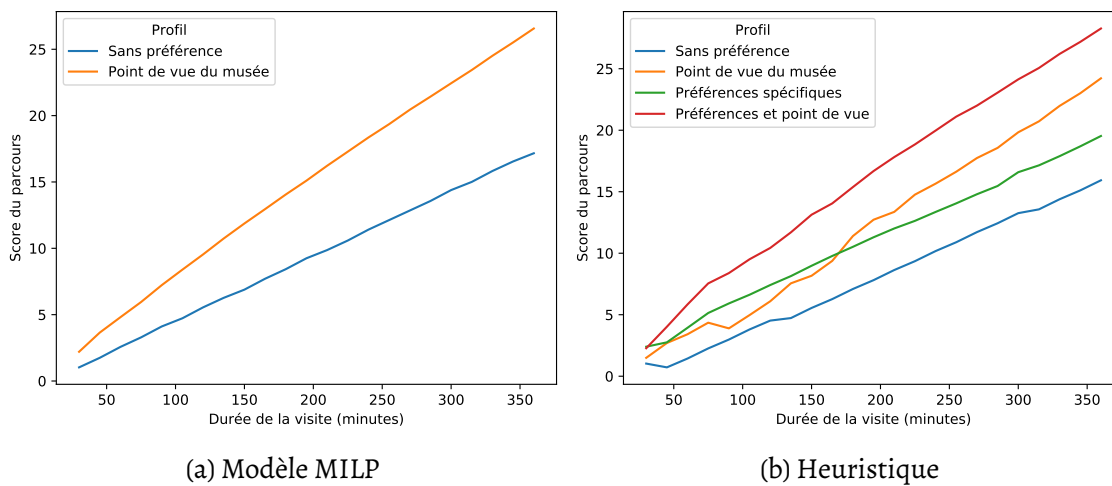 Profil
Sans préférence
Point de vue du musée
Score du parcours
25
20
15
10
5
0
50 100 150 200 250 300 350
Durée de la visite (minutes)
(a) Modèle MILP
Profil
Sans préférence
Point de vue du musée
Préférences spécifiques
Préférences et point de vue
Score du parcours
25
20
15
10
5
0
50 100 150 200 250 300 350
Durée de la visite (minutes)
(b) Heuristique